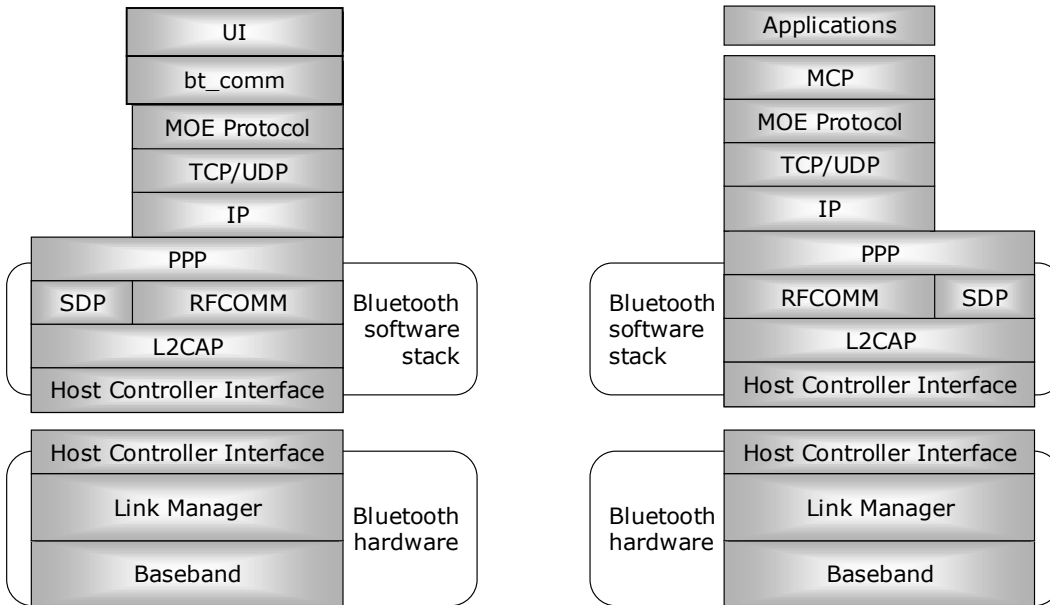 UI
bt_comm
MOE Protocol
TCP/UDP
IP
PPP
SDP
RFCOMM
L2CAP
Host Controller Interface
Bluetooth
software
stack
Host Controller Interface
Link Manager
Baseband
Bluetooth
hardware
Applications
MCP
MOE Protocol
TCP/UDP
IP
PPP
RFCOMM
SDP
L2CAP
Host Controller Interface
Bluetooth
software
stack
Host Controller Interface
Link Manager
Baseband
Bluetooth
hardware